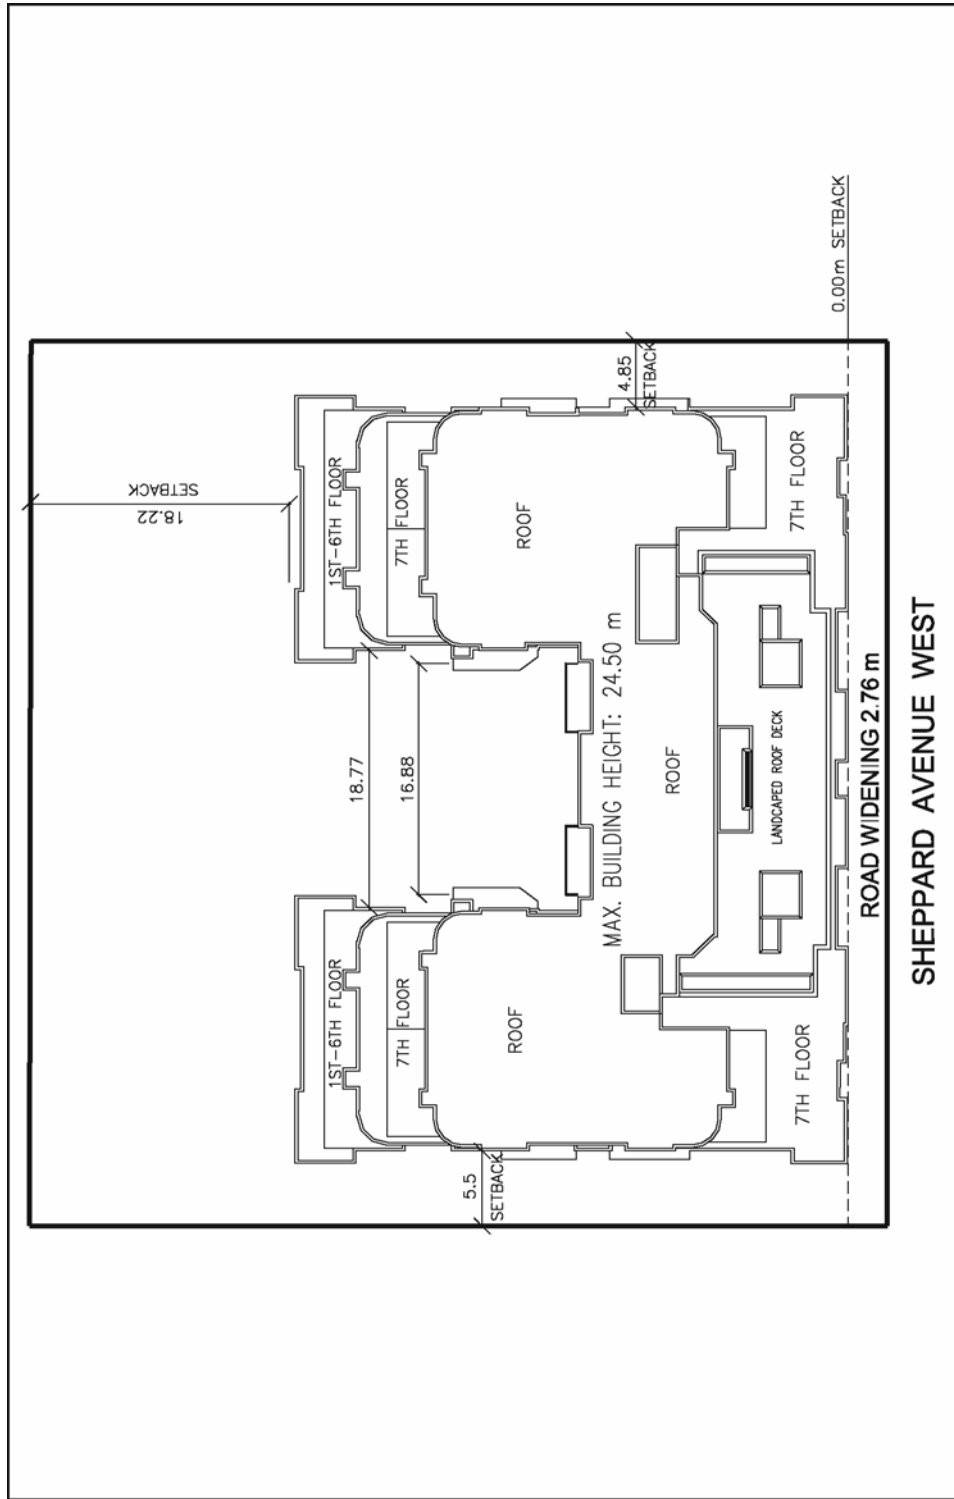 18.22
SETBACK
1ST-6TH FLOOR
1ST-6TH FLOOR
7TH FLOOR
7TH FLOOR
18.77
16.88
5.5
SETBACK
4.85
SETBACK
ROOF
ROOF
MAX. BUILDING HEIGHT: 24.50 m
ROOF
LANDCAPED ROOF DECK
7TH FLOOR
7TH FLOOR
0.00m SETBACK
ROAD WIDENING 2.76 m
SHEPPARD AVENUE WEST